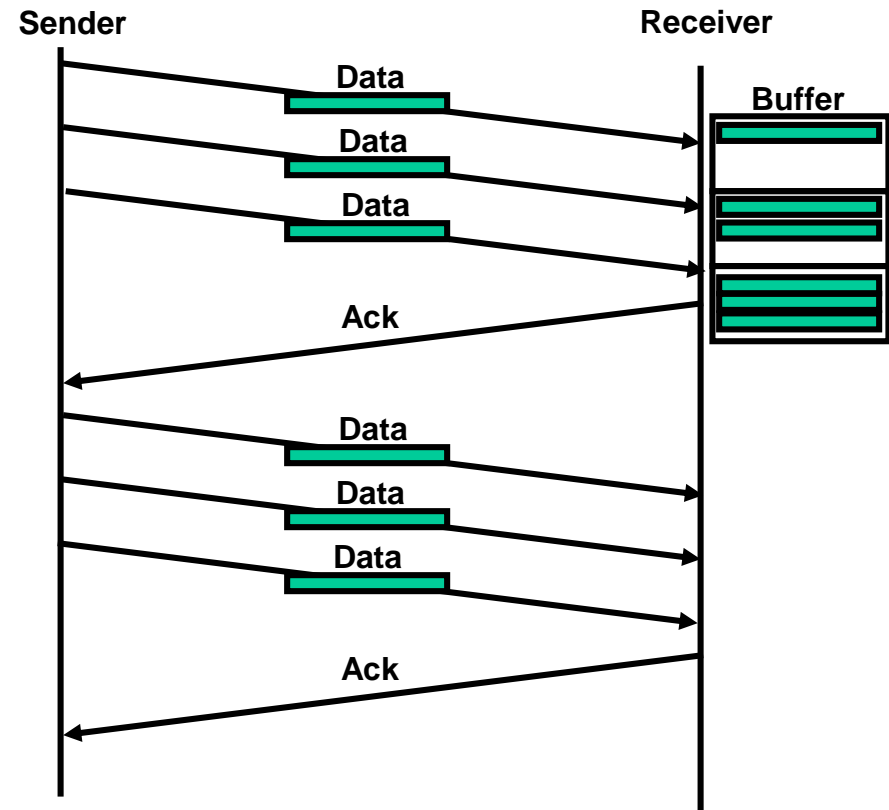 Sender
Receiver
Data
Buffer
Data
Data
Ack
Data
Data
Data
Ack